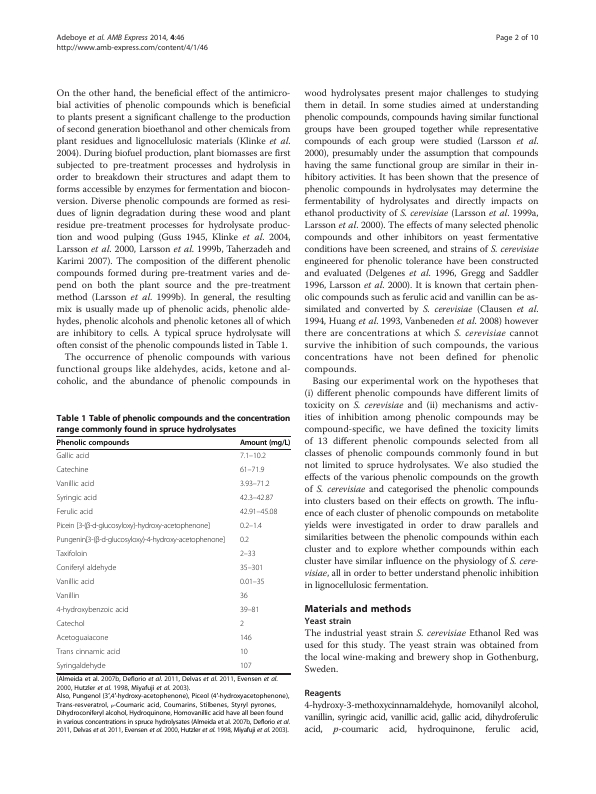 Adeboye et al. AMB Express 2014, 4:46
http://www.amb-express.com/content/4/1/46
Page 2 of 10
On the other hand, the beneficial effect of the antimicro-
bial activities of phenolic compounds which is beneficial
to plants present a significant challenge to the production
of second generation bioethanol and other chemicals from
plant residues and lignocellulosic materials (Klinke et al.
2004). During biofuel production, plant biomasses are first
subjected to pre-treatment processes and hydrolysis in
order to breakdown their structures and adapt them to
forms accessible by enzymes for fermentation and biocon-
version. Diverse phenolic compounds are formed as resi-
dues of lignin degradation during these wood and plant
residue pre-treatment processes for hydrolysate produc-
tion and wood pulping (Guss 1945, Klinke et al. 2004,
Larsson et al. 2000, Larsson et al. 1999b, Taherzadeh and
Karimi 2007). The composition of the different phenolic
compounds formed during pre-treatment varies and de-
pend on both the plant source and the pre-treatment
method (Larsson et al. 1999b). In general, the resulting
mix is usually made up of phenolic acids, phenolic alde-
hydes, phenolic alcohols and phenolic ketones all of which
are inhibitory to cells. A typical spruce hydrolysate will
often consist of the phenolic compounds listed in Table 1.
The occurrence of phenolic compounds with various
functional groups like aldehydes, acids, ketone and al-
coholic, and the abundance of phenolic compounds in
Table 1 Table of phenolic compounds and the concentration
range commonly found in spruce hydrolysates
Phenolic compounds Amount (mg/L)
Gallic acid 7.1–10.2
Catechine 61–71.9
Vanillic acid 3.93–71.2
Syringic acid 42.3–42.87
Ferulic acid 42.91–45.08
Picein [3-(β-d-glucosyloxy)-hydroxy-acetophenone] 0.2–1.4
Pungenin[3-(β-d-glucosyloxy)-4-hydroxy-acetophenone] 0.2
Taxifoloin 2–33
Coniferyl aldehyde 35–301
Vanillic acid 0.01–35
Vanillin 36
4-hydroxybenzoic acid 39–81
Catechol 2
Acetoguaiacone 146
Trans cinnamic acid 10
Syringaldehyde 107
(Almeida et al. 2007b, Deflorio et al. 2011, Delvas et al. 2011, Evensen et al.
2000, Hutzler et al. 1998, Miyafuji et al. 2003).
Also, Pungenol (3′,4′-hydroxy-acetophenone), Piceol (4′-hydroxyacetophenone),
Trans-resveratrol, p-Coumaric acid, Coumarins, Stilbenes, Styryl pyrones,
Dihydroconiferyl alcohol, Hydroquinone, Homovanillic acid have all been found
in various concentrations in spruce hydrolysates (Almeida et al. 2007b, Deflorio et al.
2011, Delvas et al. 2011, Evensen et al. 2000, Hutzler et al. 1998, Miyafuji et al. 2003).
wood hydrolysates present major challenges to studying
them in detail. In some studies aimed at understanding
phenolic compounds, compounds having similar functional
groups have been grouped together while representative
compounds of each group were studied (Larsson et al.
2000), presumably under the assumption that compounds
having the same functional group are similar in their in-
hibitory activities. It has been shown that the presence of
phenolic compounds in hydrolysates may determine the
fermentability of hydrolysates and directly impacts on
ethanol productivity of S. cerevisiae (Larsson et al. 1999a,
Larsson et al. 2000). The effects of many selected phenolic
compounds and other inhibitors on yeast fermentative
conditions have been screened, and strains of S. cerevisiae
engineered for phenolic tolerance have been constructed
and evaluated (Delgenes et al. 1996, Gregg and Saddler
1996, Larsson et al. 2000). It is known that certain phen-
olic compounds such as ferulic acid and vanillin can be as-
similated and converted by S. cerevisiae (Clausen et al.
1994, Huang et al. 1993, Vanbeneden et al. 2008) however
there are concentrations at which S. cerevisiae cannot
survive the inhibition of such compounds, the various
concentrations have not been defined for phenolic
compounds.
Basing our experimental work on the hypotheses that
(i) different phenolic compounds have different limits of
toxicity on S. cerevisiae and (ii) mechanisms and activ-
ities of inhibition among phenolic compounds may be
compound-specific, we have defined the toxicity limits
of 13 different phenolic compounds selected from all
classes of phenolic compounds commonly found in but
not limited to spruce hydrolysates. We also studied the
effects of the various phenolic compounds on the growth
of S. cerevisiae and categorised the phenolic compounds
into clusters based on their effects on growth. The influ-
ence of each cluster of phenolic compounds on metabolite
yields were investigated in order to draw parallels and
similarities between the phenolic compounds within each
cluster and to explore whether compounds within each
cluster have similar influence on the physiology of S. cere-
visiae, all in order to better understand phenolic inhibition
in lignocellulosic fermentation.
Materials and methods
Yeast strain
The industrial yeast strain S. cerevisiae Ethanol Red was
used for this study. The yeast strain was obtained from
the local wine-making and brewery shop in Gothenburg,
Sweden.
Reagents
4-hydroxy-3-methoxycinnamaldehyde, homovanilyl alcohol,
vanillin, syringic acid, vanillic acid, gallic acid, dihydroferulic
acid, p-coumaric acid, hydroquinone, ferulic acid,